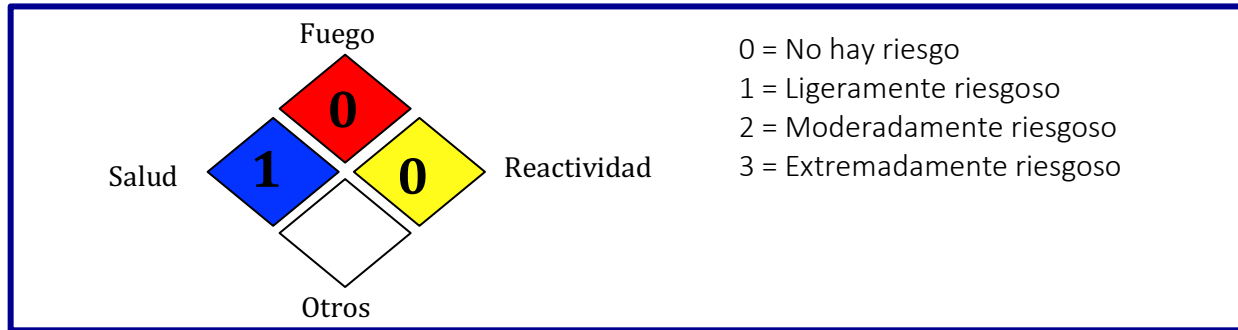 Fuego
0
Salud
1
0
Reactividad
Otros
0 = No hay riesgo
1 = Ligeramente riesgoso
2 = Moderadamente riesgoso
3 = Extremadamente riesgoso